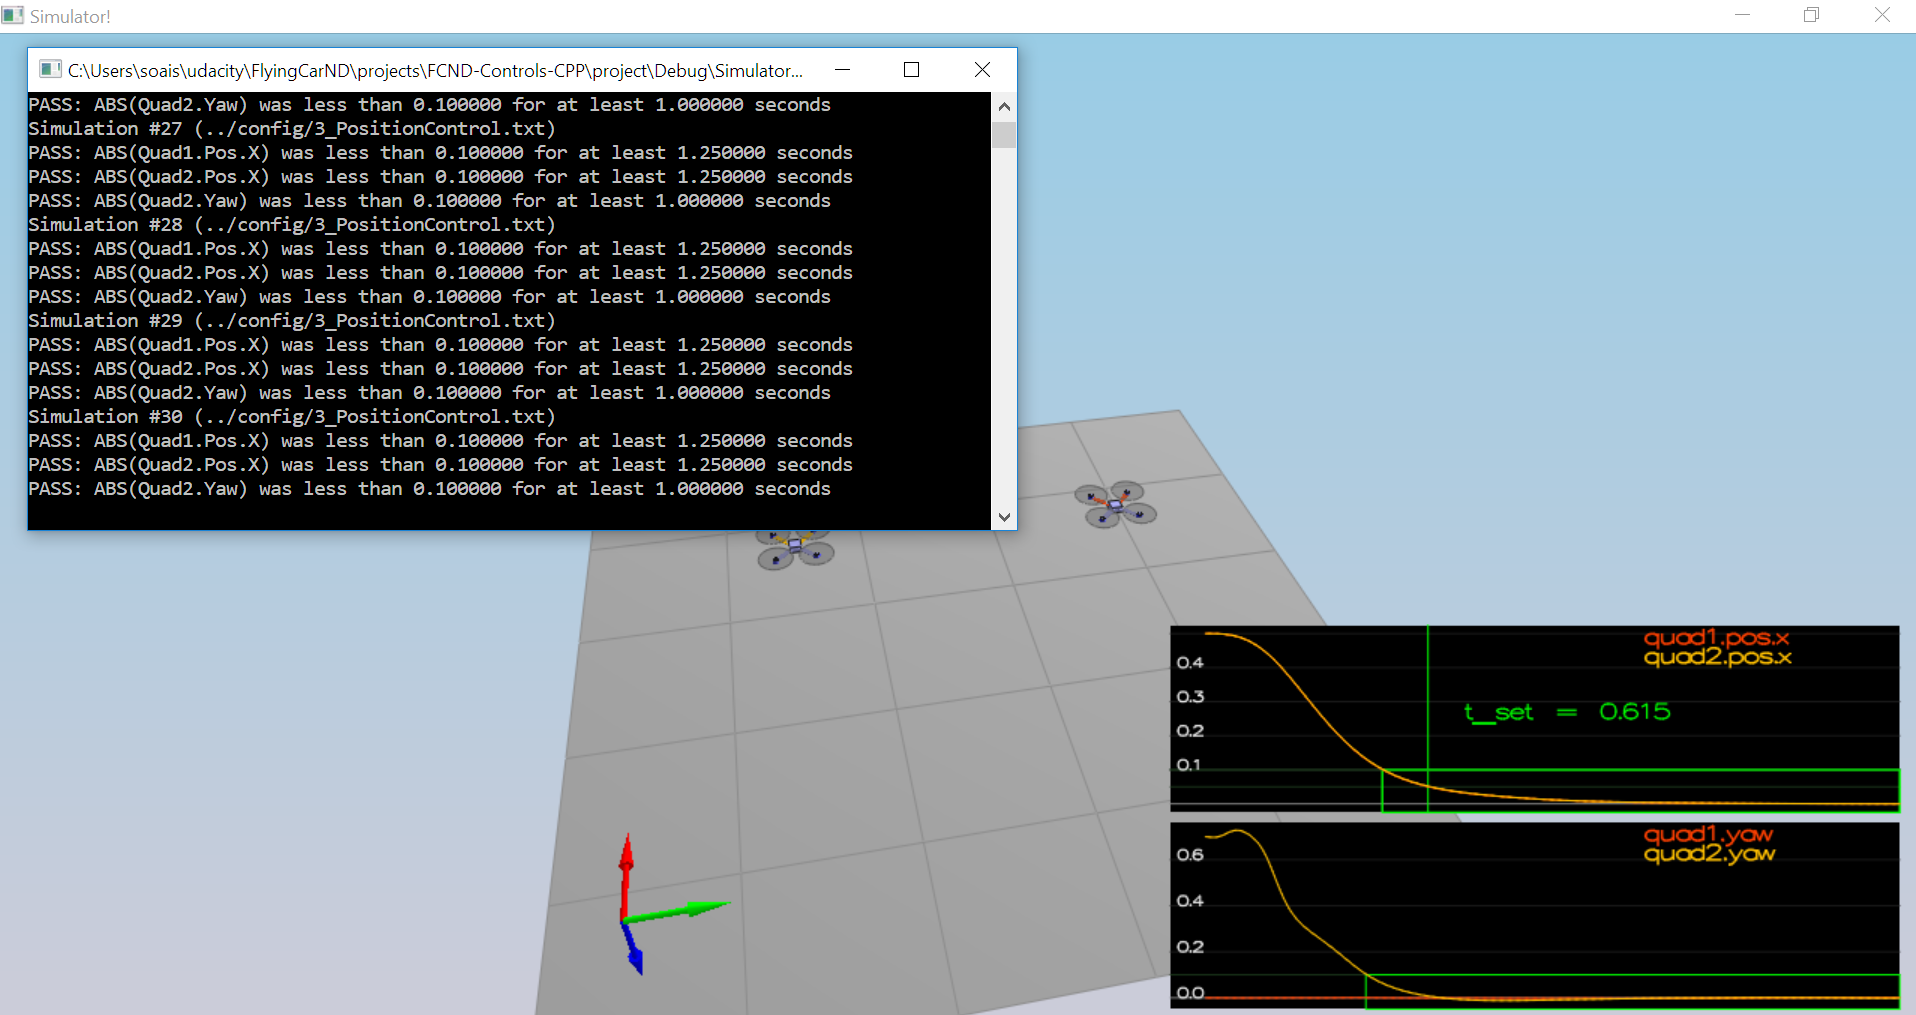 Simulator!
C:\Users\soais\udacity\FlyingCarND\projects\FCND-Controls-CPP\project\Debug\Simulator...
PASS: ABS(Quad2.Yaw) was less than 0.100000 for at least 1.000000 seconds
Simulation #27 (../config/3_PositionControl.txt)
PASS: ABS(Quad1.Pos.X) was less than 0.100000 for at least 1.250000 seconds
PASS: ABS(Quad2.Pos.X) was less than 0.100000 for at least 1.250000 seconds
PASS: ABS(Quad2.Yaw) was less than 0.100000 for at least 1.000000 seconds
Simulation #28 (../config/3_PositionControl.txt)
PASS: ABS(Quad1.Pos.X) was less than 0.100000 for at least 1.250000 seconds
PASS: ABS(Quad2.Pos.X) was less than 0.100000 for at least 1.250000 seconds
PASS: ABS(Quad2.Yaw) was less than 0.100000 for at least 1.000000 seconds
Simulation #29 (../config/3_PositionControl.txt)
PASS: ABS(Quad1.Pos.X) was less than 0.100000 for at least 1.250000 seconds
PASS: ABS(Quad2.Pos.X) was less than 0.100000 for at least 1.250000 seconds
PASS: ABS(Quad2.Yaw) was less than 0.100000 for at least 1.000000 seconds
Simulation #30 (../config/3_PositionControl.txt)
PASS: ABS(Quad1.Pos.X) was less than 0.100000 for at least 1.250000 seconds
PASS: ABS(Quad2.Pos.X) was less than 0.100000 for at least 1.250000 seconds
PASS: ABS(Quad2.Yaw) was less than 0.100000 for at least 1.000000 seconds
quad1.pos.x
quad2.pos.x
0.4
0.3
t_set = 0.615
0.2
0.1
quad1.yaw
quad2.yaw
0.6
0.4
0.2
0.0